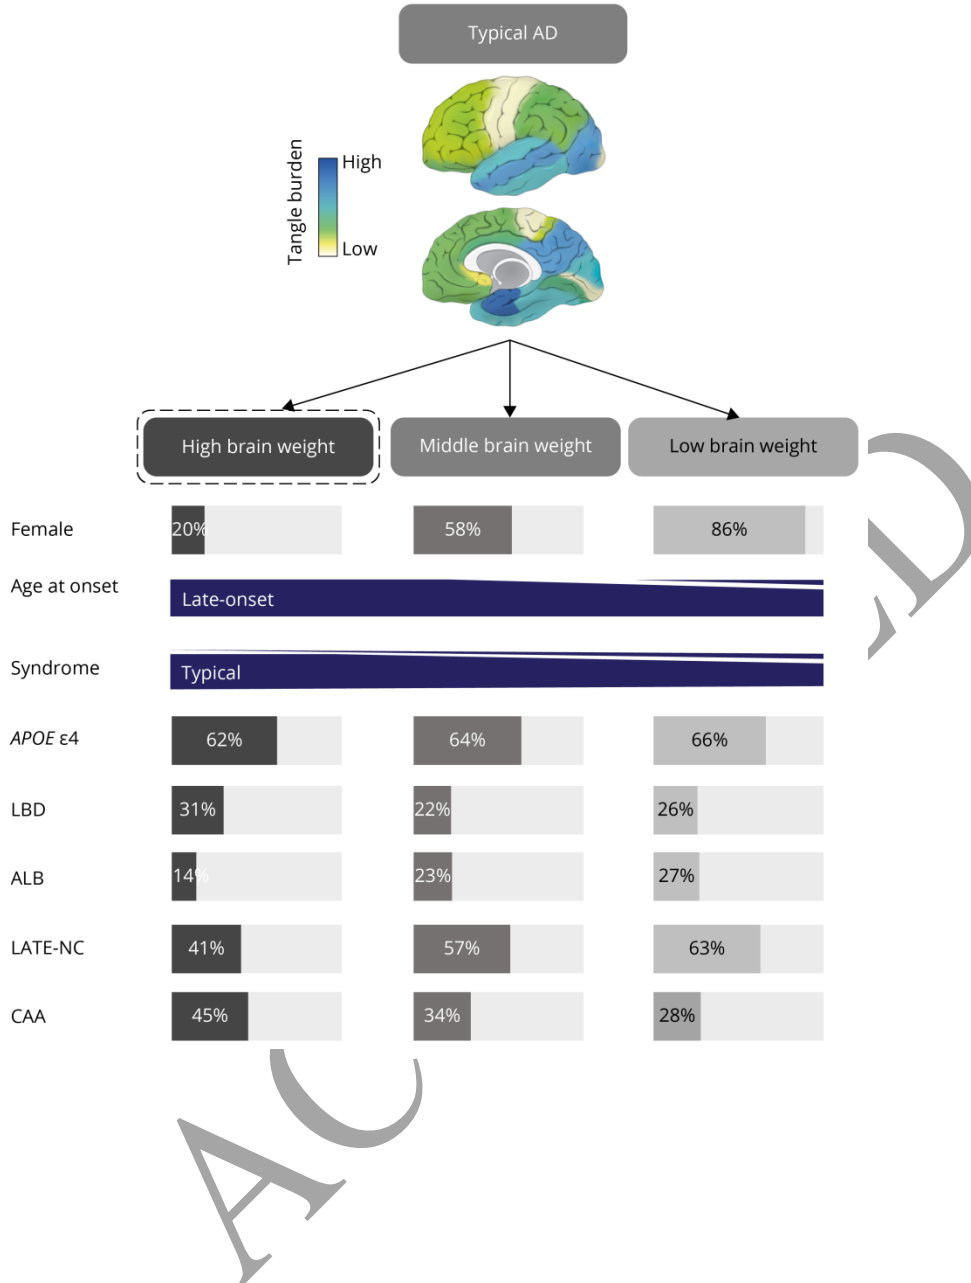 Typical AD
Tangle burden
High
Low
High brain weight
Middle brain weight
Low brain weight
Female
20%
58%
86%
Age at onset
Late-onset
Syndrome
Typical
APOE ε4
62%
64%
66%
LBD
31%
22%
26%
ALB
14%
23%
27%
LATE-NC
41%
57%
63%
CAA
45%
34%
28%